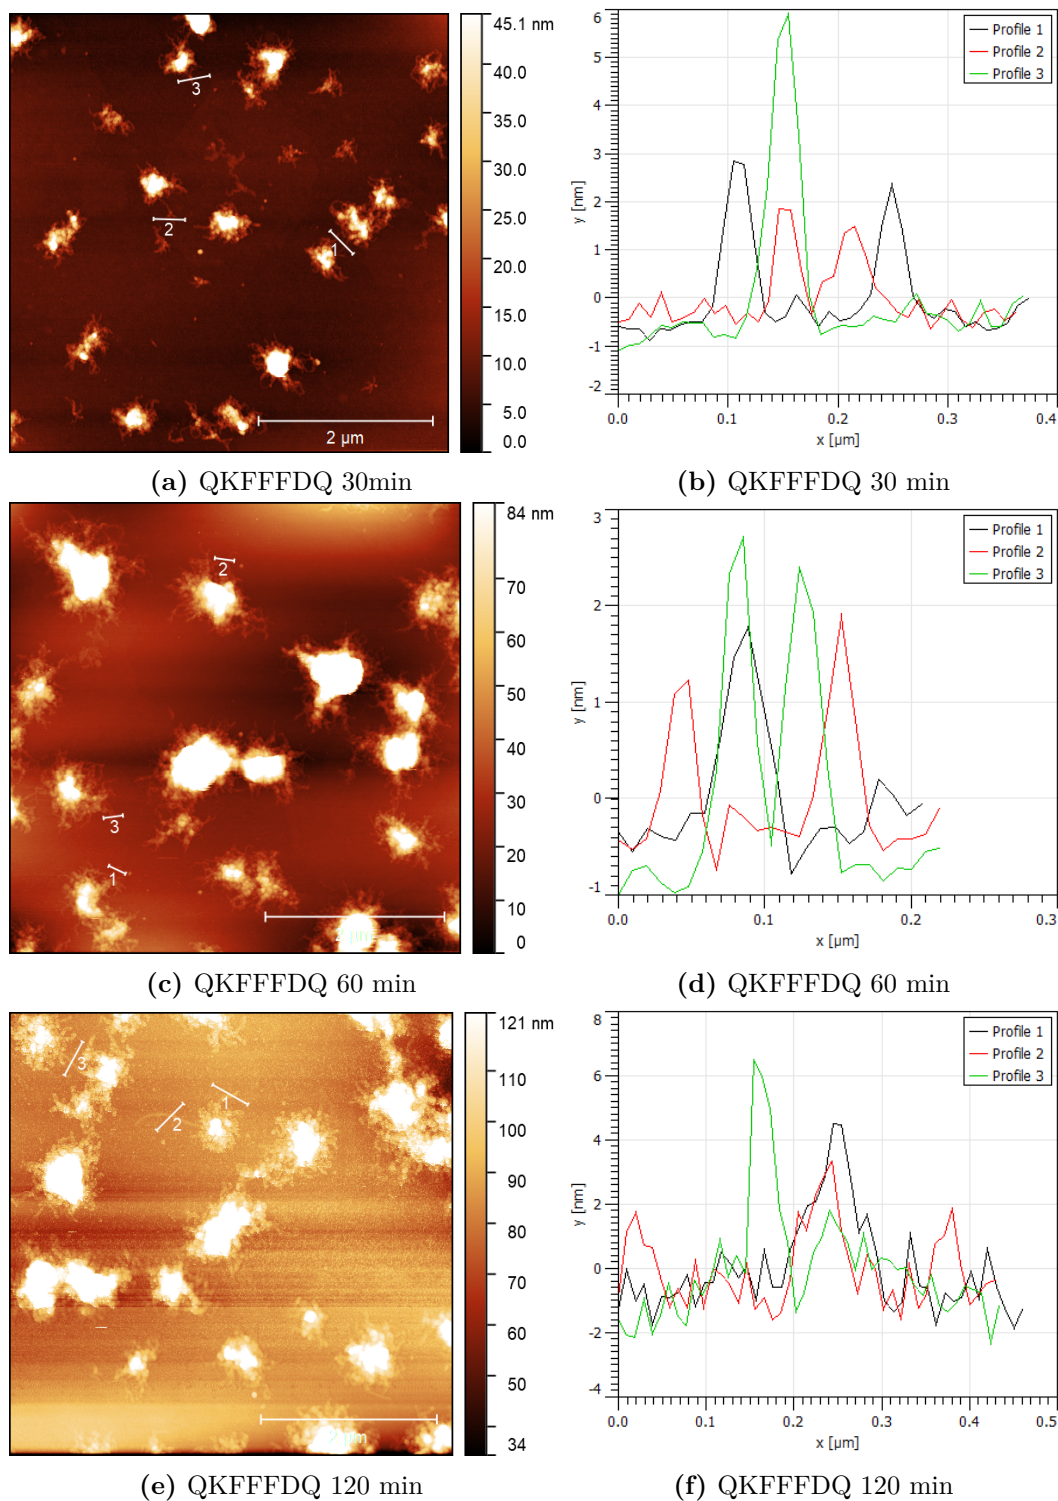 45.1 nm
40.0
35.0
30.0
25.0
20.0
15.0
10.0
5.0
0.0
3
2
1
2 µm
6
5
4
3
2
1
0
-1
-2
y [nm]
Profile 1
Profile 2
Profile 3
0.0 0.1 0.2 0.3 0.4
x [µm]
(a) QKFFFDQ 30min
(b) QKFFFDQ 30 min
84 nm
70
60
50
40
30
20
10
0
2
3
1
2 µm
3
2
1
0
-1
y [nm]
Profile 1
Profile 2
Profile 3
0.0 0.1 0.2 0.3
x [µm]
(c) QKFFFDQ 60 min
(d) QKFFFDQ 60 min
121 nm
110
100
90
80
70
60
50
34
3
1
2
2 µm
8
6
4
2
0
-2
-4
y [nm]
Profile 1
Profile 2
Profile 3
0.0 0.1 0.2 0.3 0.4 0.5
x [µm]
(e) QKFFFDQ 120 min
(f) QKFFFDQ 120 min